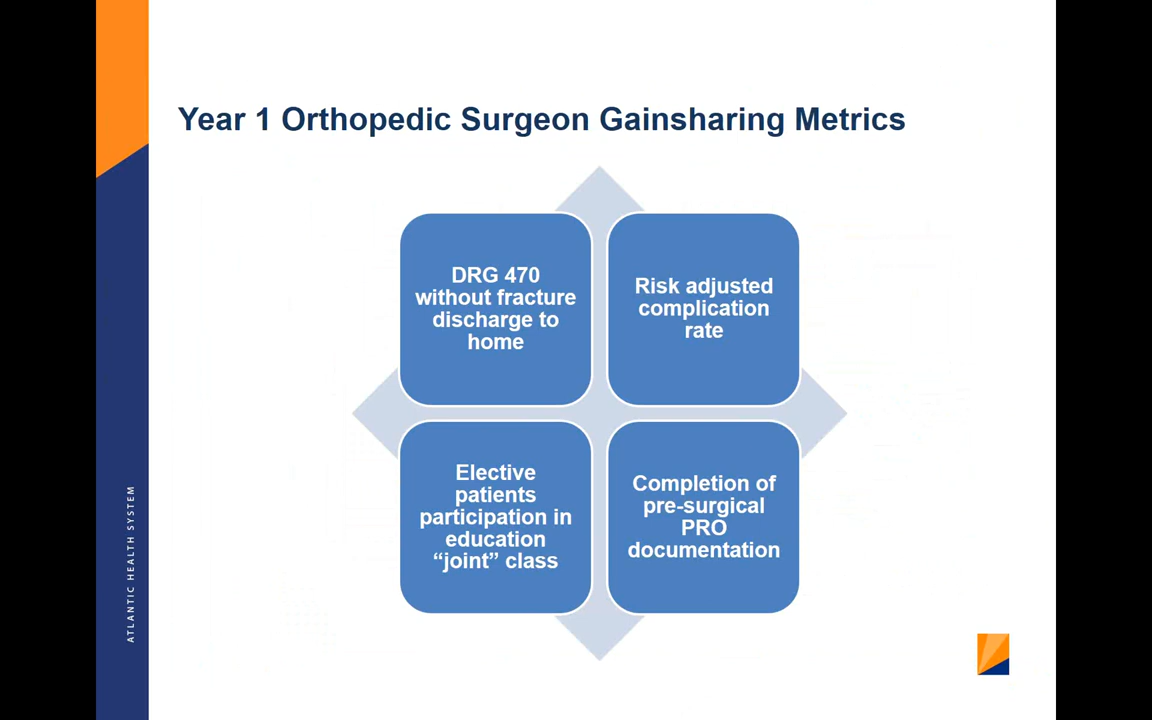 Year 1 Orthopedic Surgeon Gainsharing Metrics
DRG 470
without fracture
discharge to
home
Risk adjusted
complication
rate
Elective
patients
participation in
education
“joint” class
Completion of
pre-surgical
PRO
documentation
ATLANTIC HEALTH SYSTEM